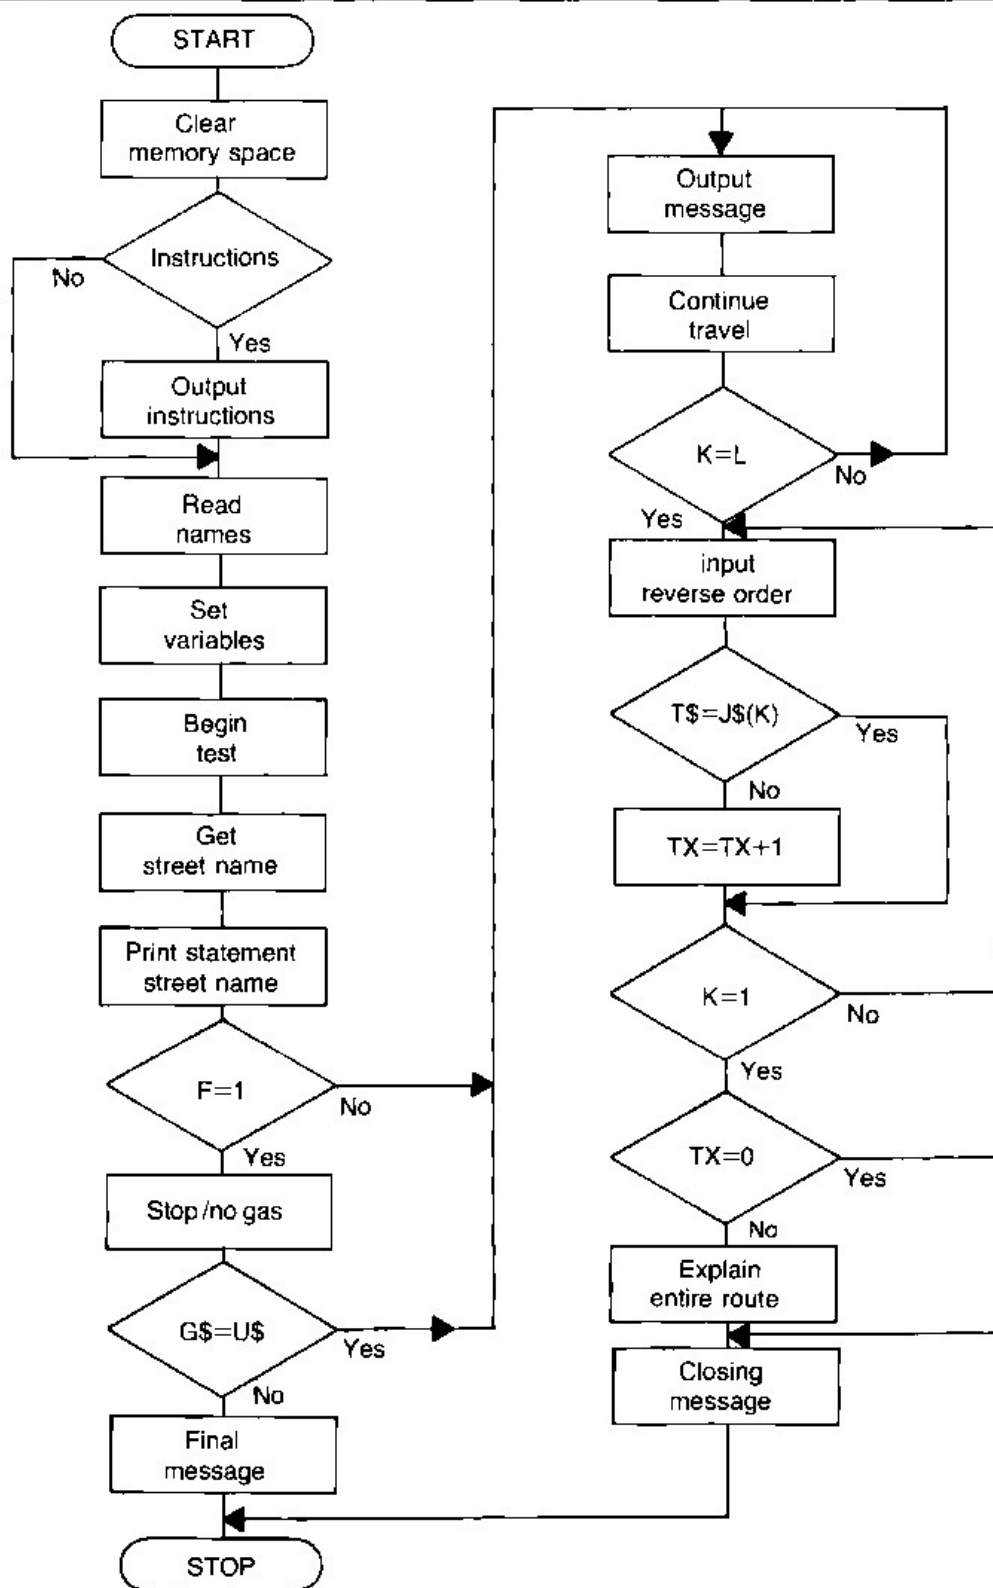 START
Clear
memory space
Instructions
No
Yes
Output
instructions
Read
names
Set
variables
Begin
test
Get
street name
Print statement
street name
F=1
No
Yes
Stop/no gas
G$=U$
Yes
No
Final
message
STOP
Output
message
Continue
travel
K=L
No
Yes
input
reverse order
T$=J$(K)
Yes
No
TX=TX+1
K=1
No
Yes
TX=0
Yes
No
Explain
entire route
Closing
message